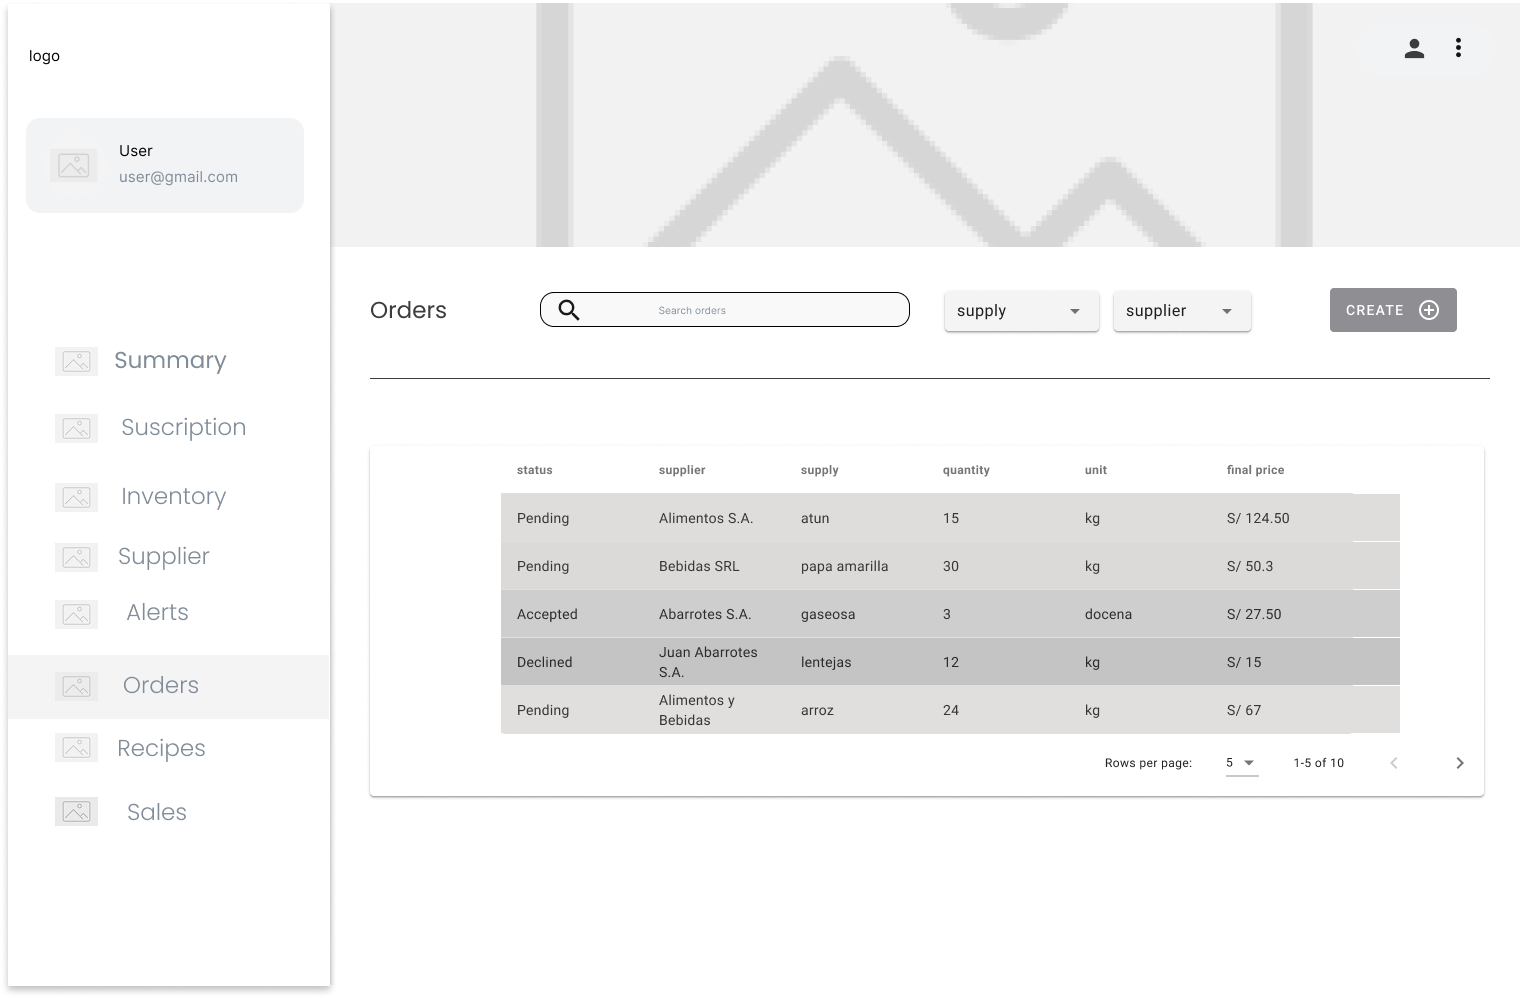 logo
User
user@gmail.com
Summary
Suscription
Inventory
Supplier
Alerts
Orders
Recipes
Sales
Orders
Search orders
supply
supplier
CREATE
status supplier supply quantity unit final price
Pending Alimentos S.A. atun 15 kg S/ 124.50
Pending Bebidas SRL papa amarilla 30 kg S/ 50.3
Accepted Abarrotes S.A. gaseosa 3 docena S/ 27.50
Declined Juan Abarrotes S.A. lentejas 12 kg S/ 15
Pending Alimentos y Bebidas arroz 24 kg S/ 67
Rows per page: 5 1-5 of 10